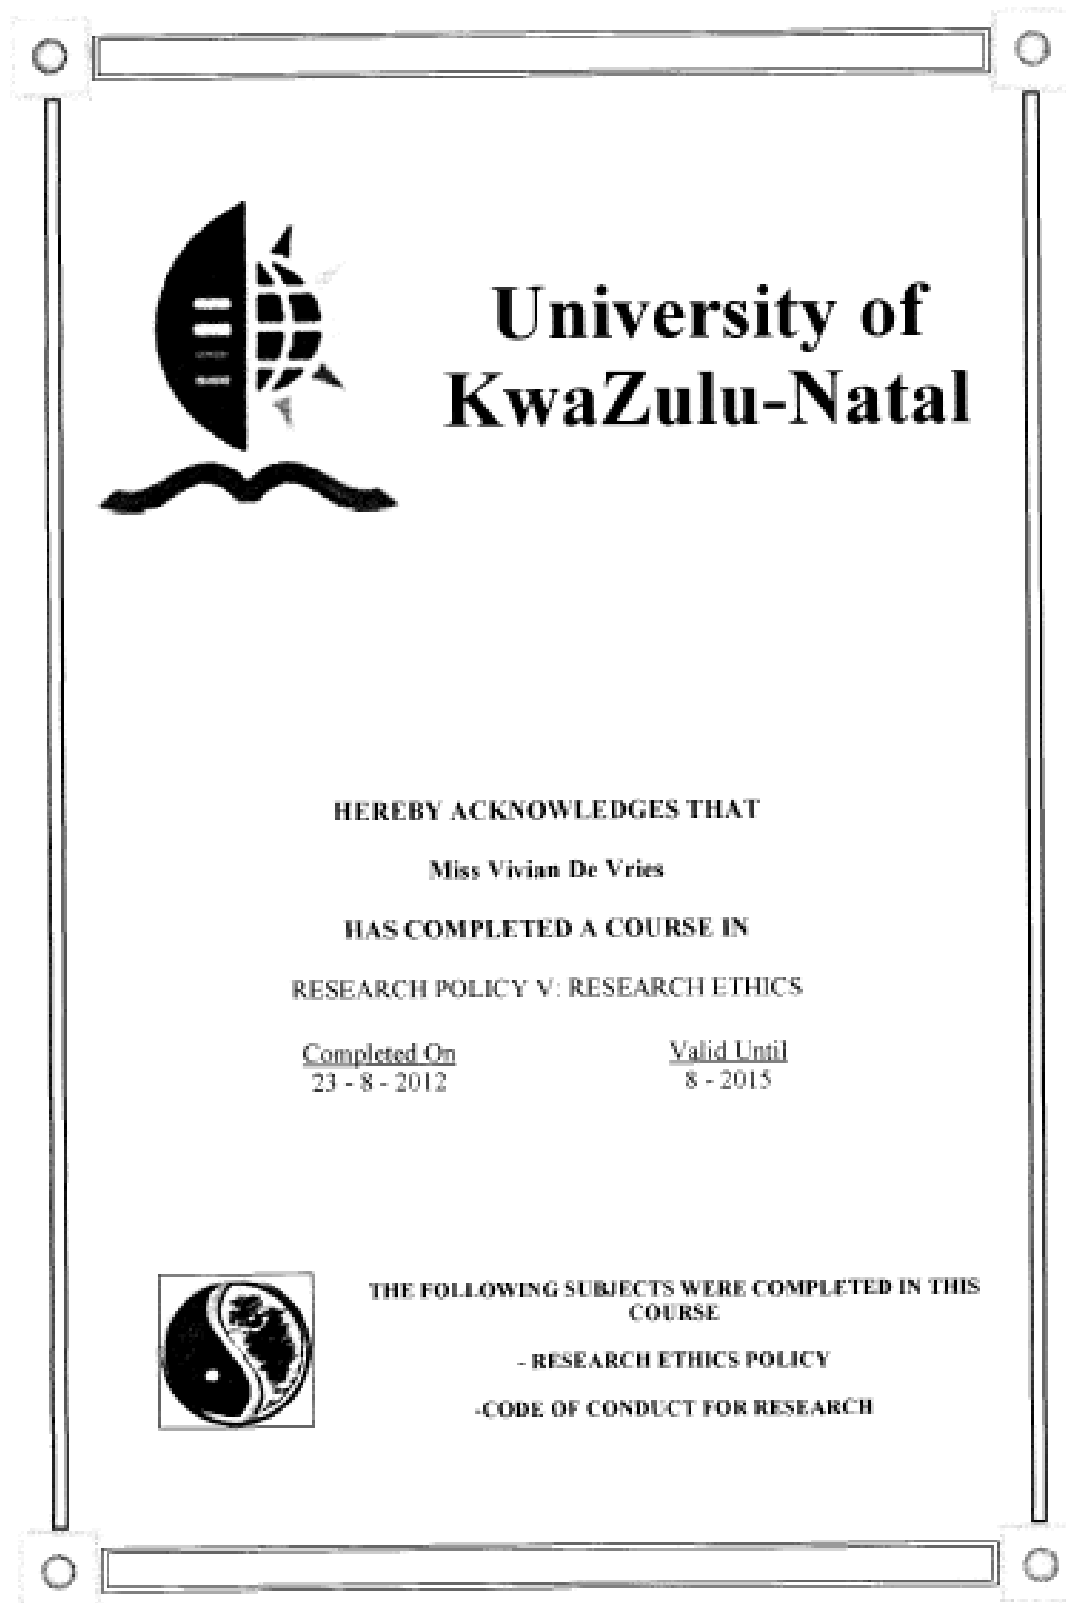 University of
KwaZulu-Natal
HEREBY ACKNOWLEDGES THAT
Miss Vivian De Vries
HAS COMPLETED A COURSE IN
RESEARCH POLICY V: RESEARCH ETHICS
Completed On
23 - 8 - 2012
Valid Until
8 - 2015
THE FOLLOWING SUBJECTS WERE COMPLETED IN THIS
COURSE
- RESEARCH ETHICS POLICY
-CODE OF CONDUCT FOR RESEARCH